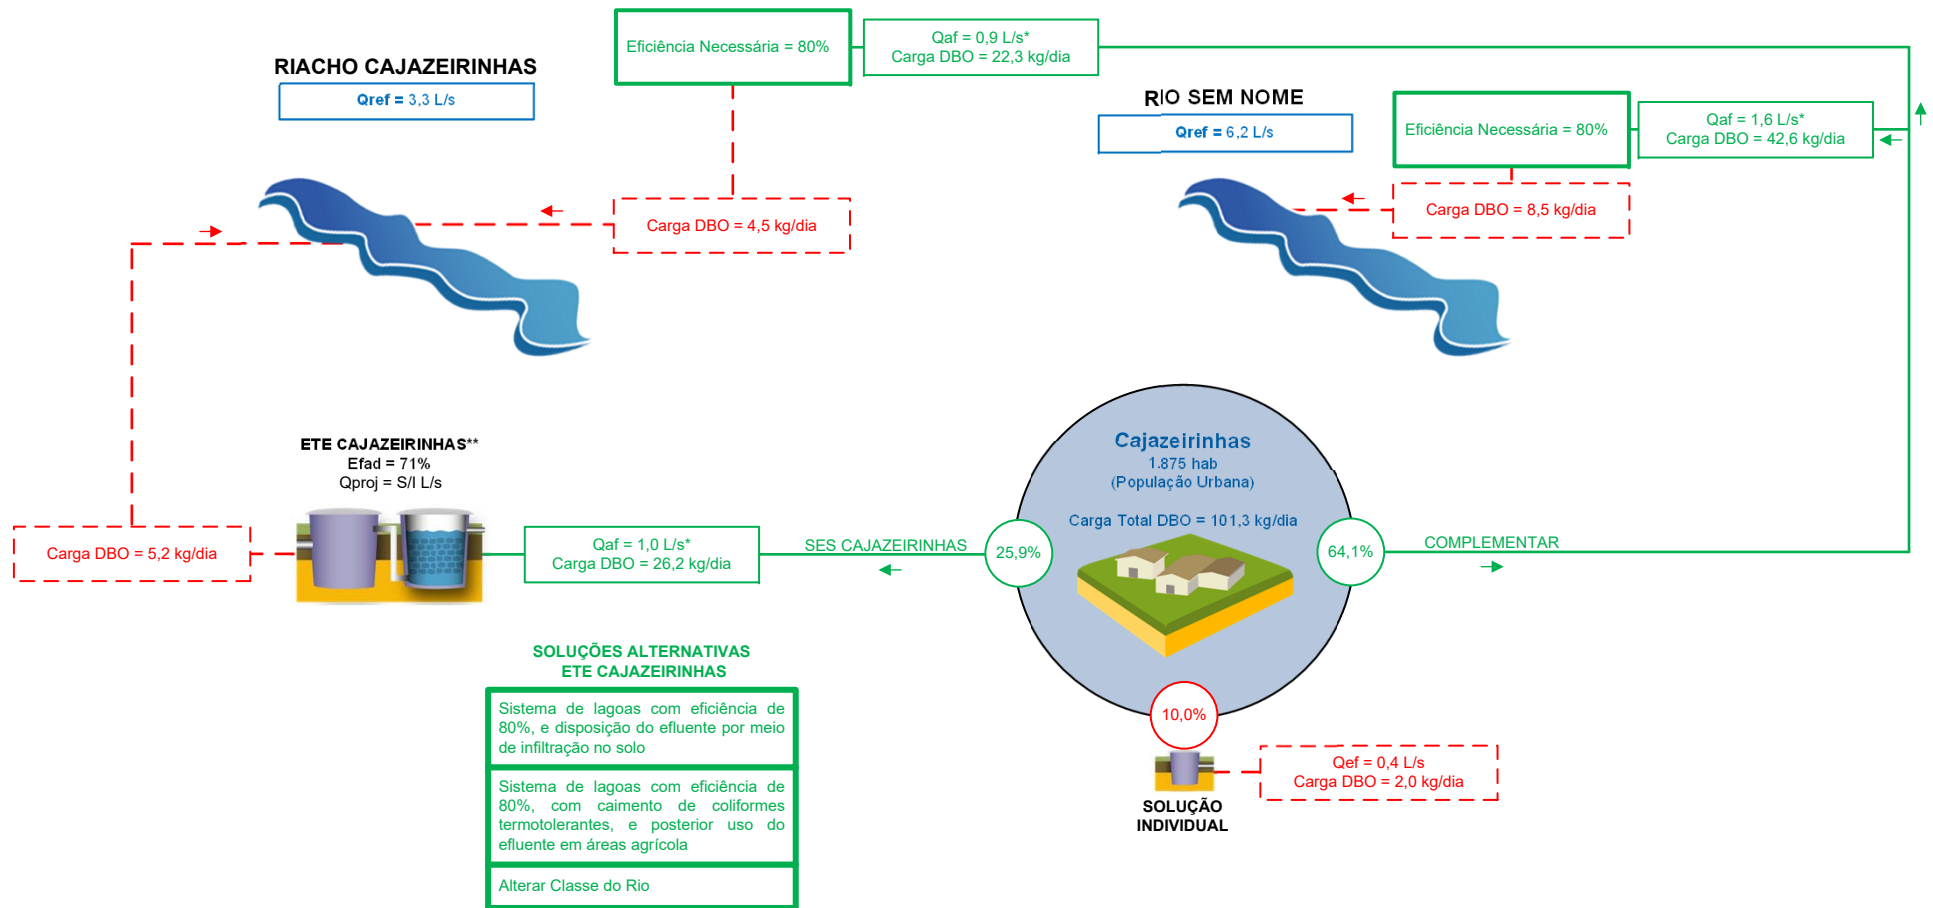 Eficiência Necessária = 80%
Qaf = 0,9 L/s*
Carga DBO = 22,3 kg/dia
RIACHO CAJAZEIRINHAS
Qref = 3,3 L/s
RIO SEM NOME
Qref = 6,2 L/s
Eficiência Necessária = 80%
Qaf = 1,6 L/s*
Carga DBO = 42,6 kg/dia
Carga DBO = 4,5 kg/dia
Carga DBO = 8,5 kg/dia
ETE CAJAZEIRINHAS**
Efad = 71%
Qproj = S/I L/s
Carga DBO = 5,2 kg/dia
Qaf = 1,0 L/s*
Carga DBO = 26,2 kg/dia
SES CAJAZEIRINHAS
25,9%
Cajazeirinhas
1.875 hab
(População Urbana)
Carga Total DBO = 101,3 kg/dia
64,1%
COMPLEMENTAR
10,0%
SOLUÇÃO
INDIVIDUAL
Qef = 0,4 L/s
Carga DBO = 2,0 kg/dia
SOLUÇÕES ALTERNATIVAS
ETE CAJAZEIRINHAS
Sistema de lagoas com eficiência de
80%, e disposição do efluente por meio
de infiltração no solo
Sistema de lagoas com eficiência de
80%, com caimento de coliformes
termotolerantes, e posterior uso do
efluente em áreas agrícola
Alterar Classe do Rio